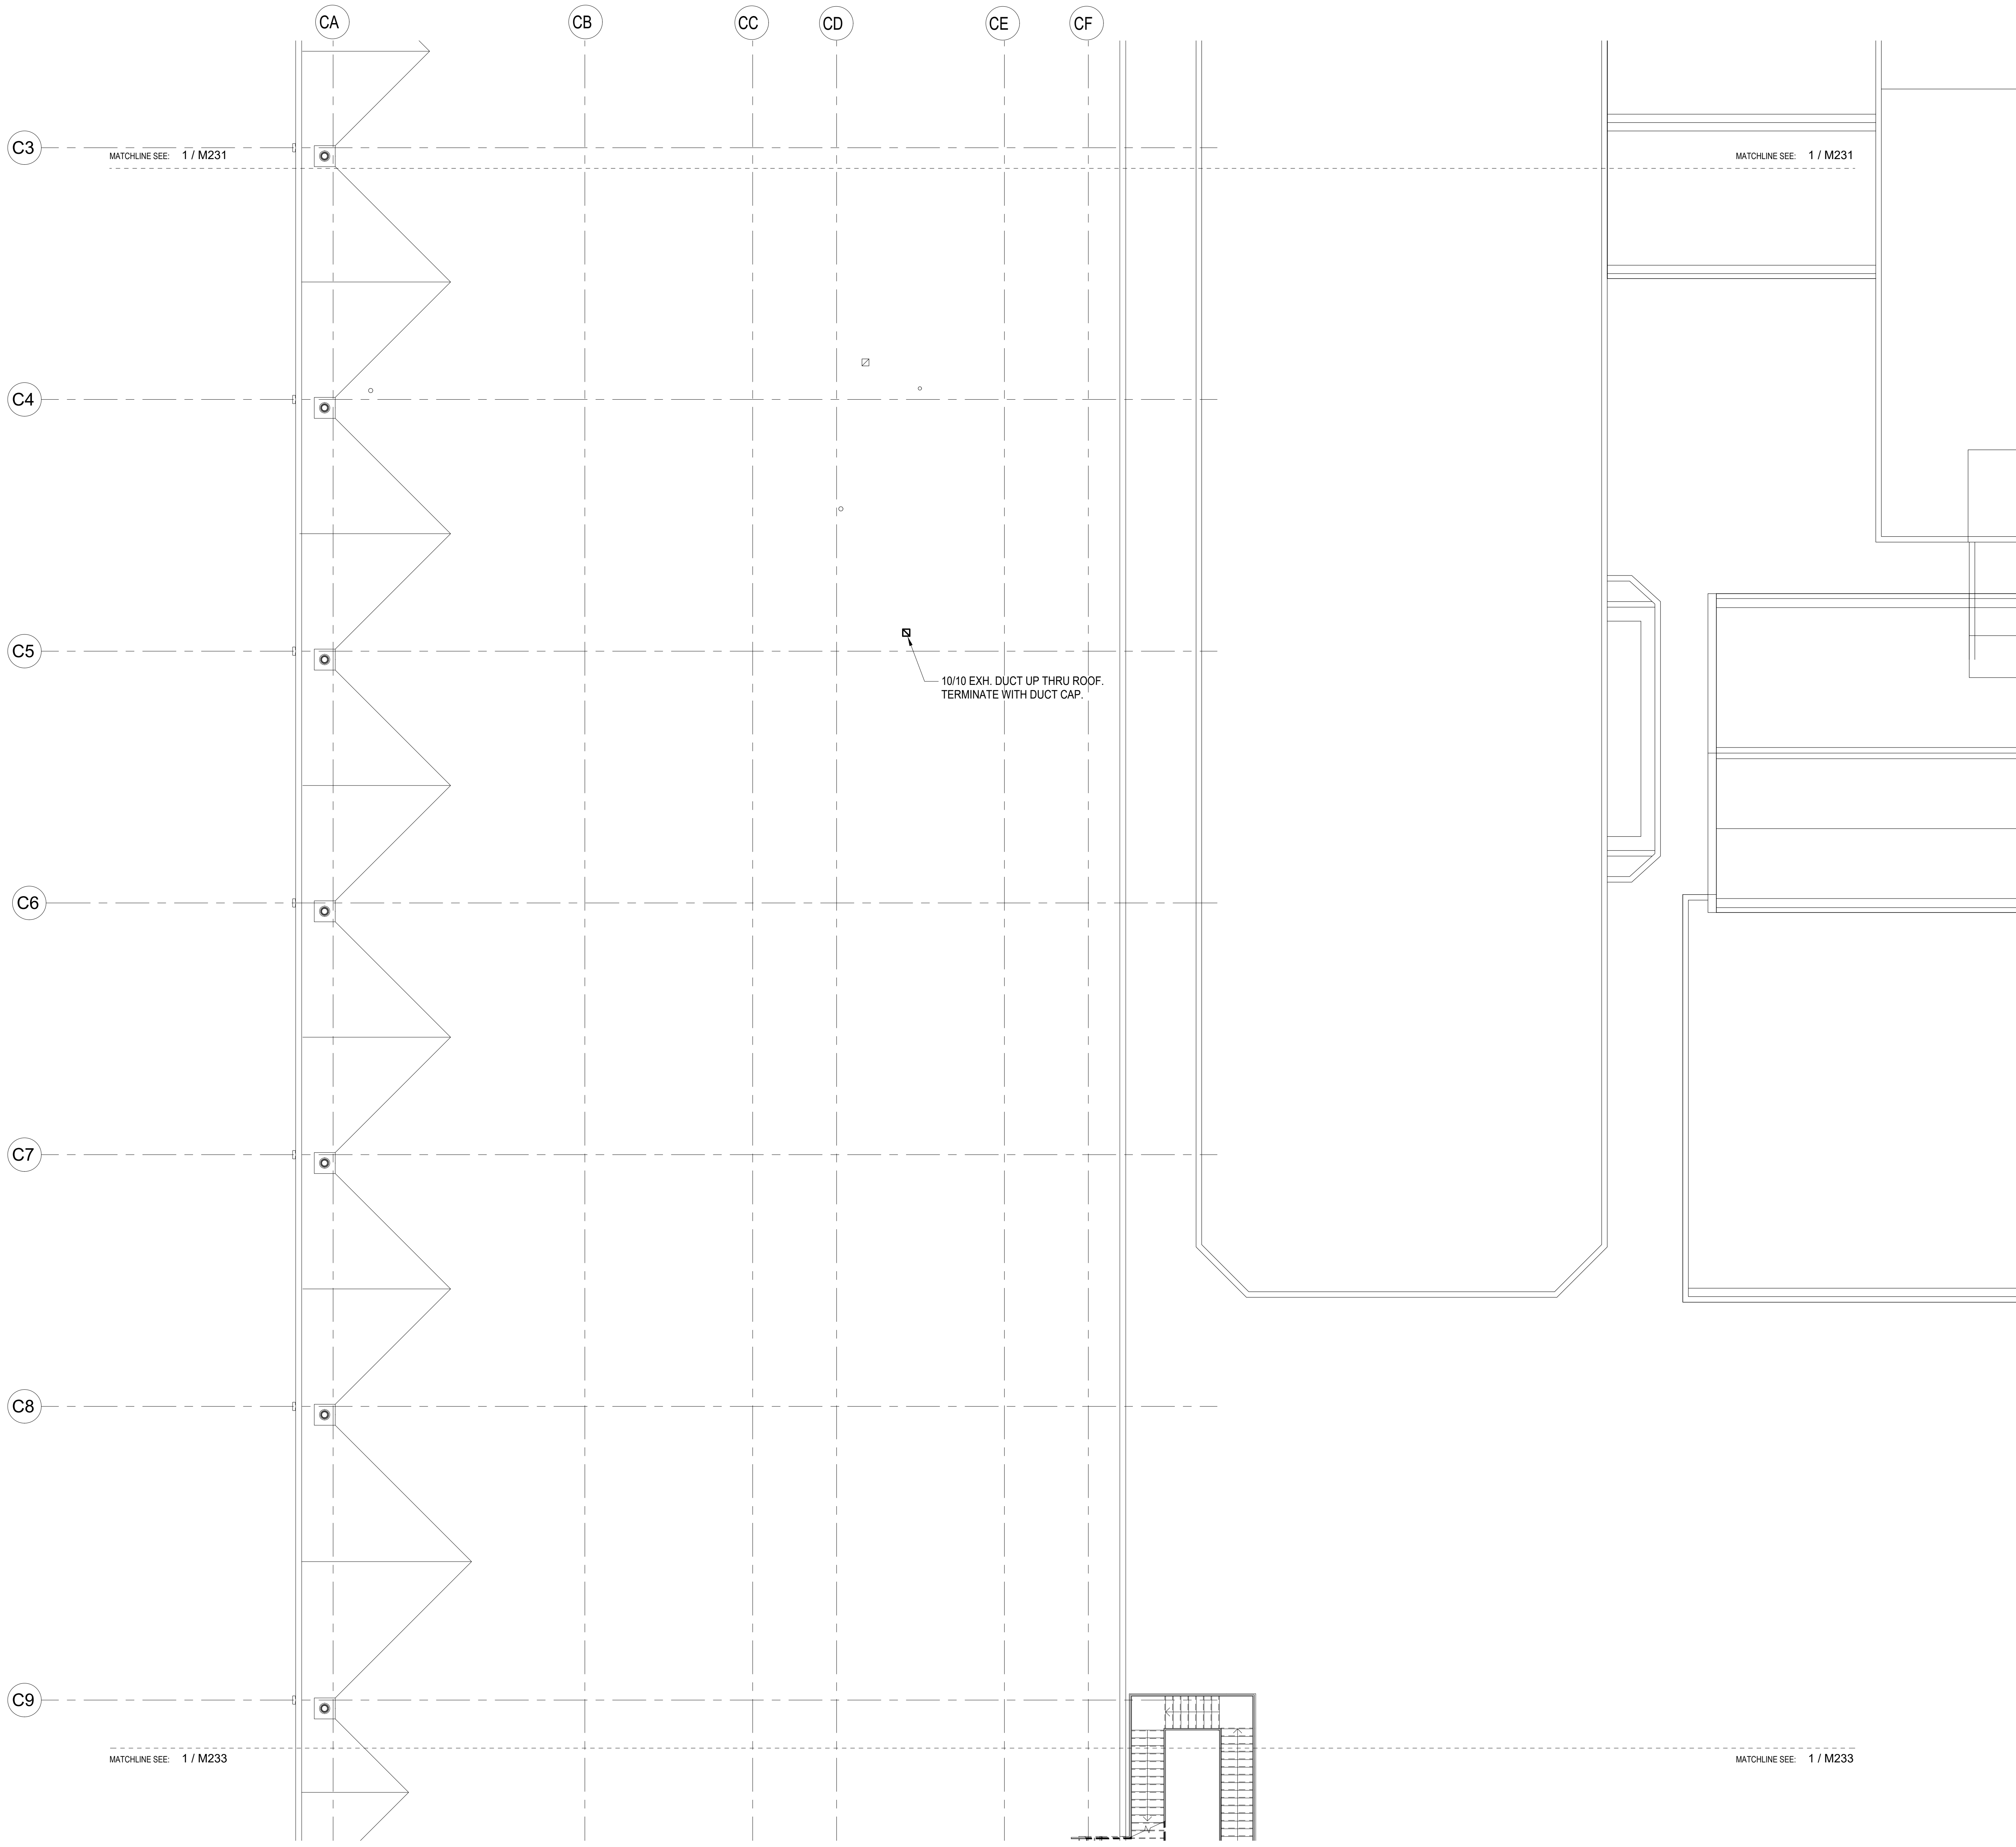 CA
CB
CC
CD
CE
CF
C3
MATCHLINE SEE: 1 / M231
MATCHLINE SEE: 1 / M231
C4
C5
10/10 EXH. DUCT UP THRU ROOF.
TERMINATE WITH DUCT CAP.
C6
C7
C8
C9
MATCHLINE SEE: 1 / M233
MATCHLINE SEE: 1 / M233